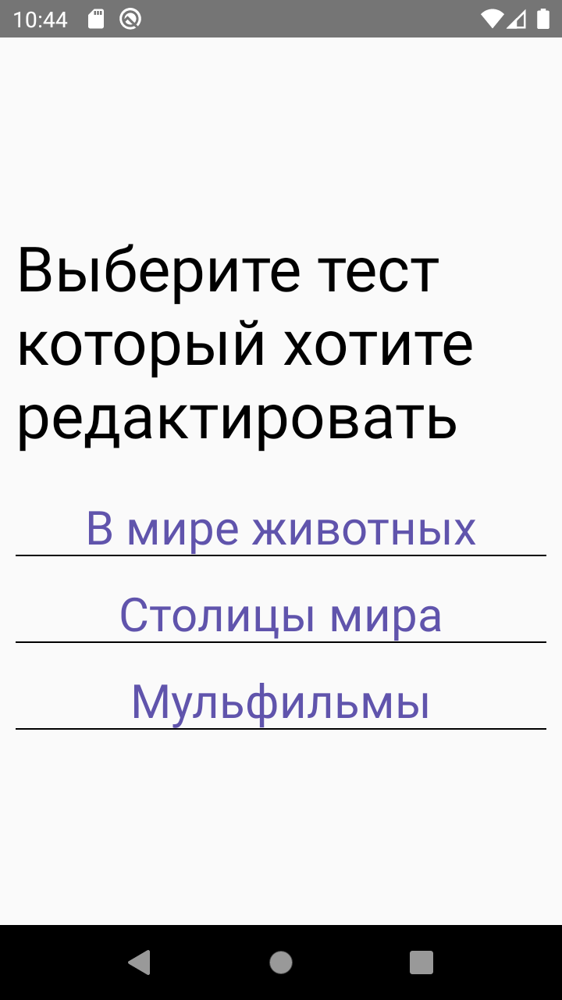 10:44
Выберите тест
который хотите
редактировать
В мире животных
Столицы мира
Мульфильмы